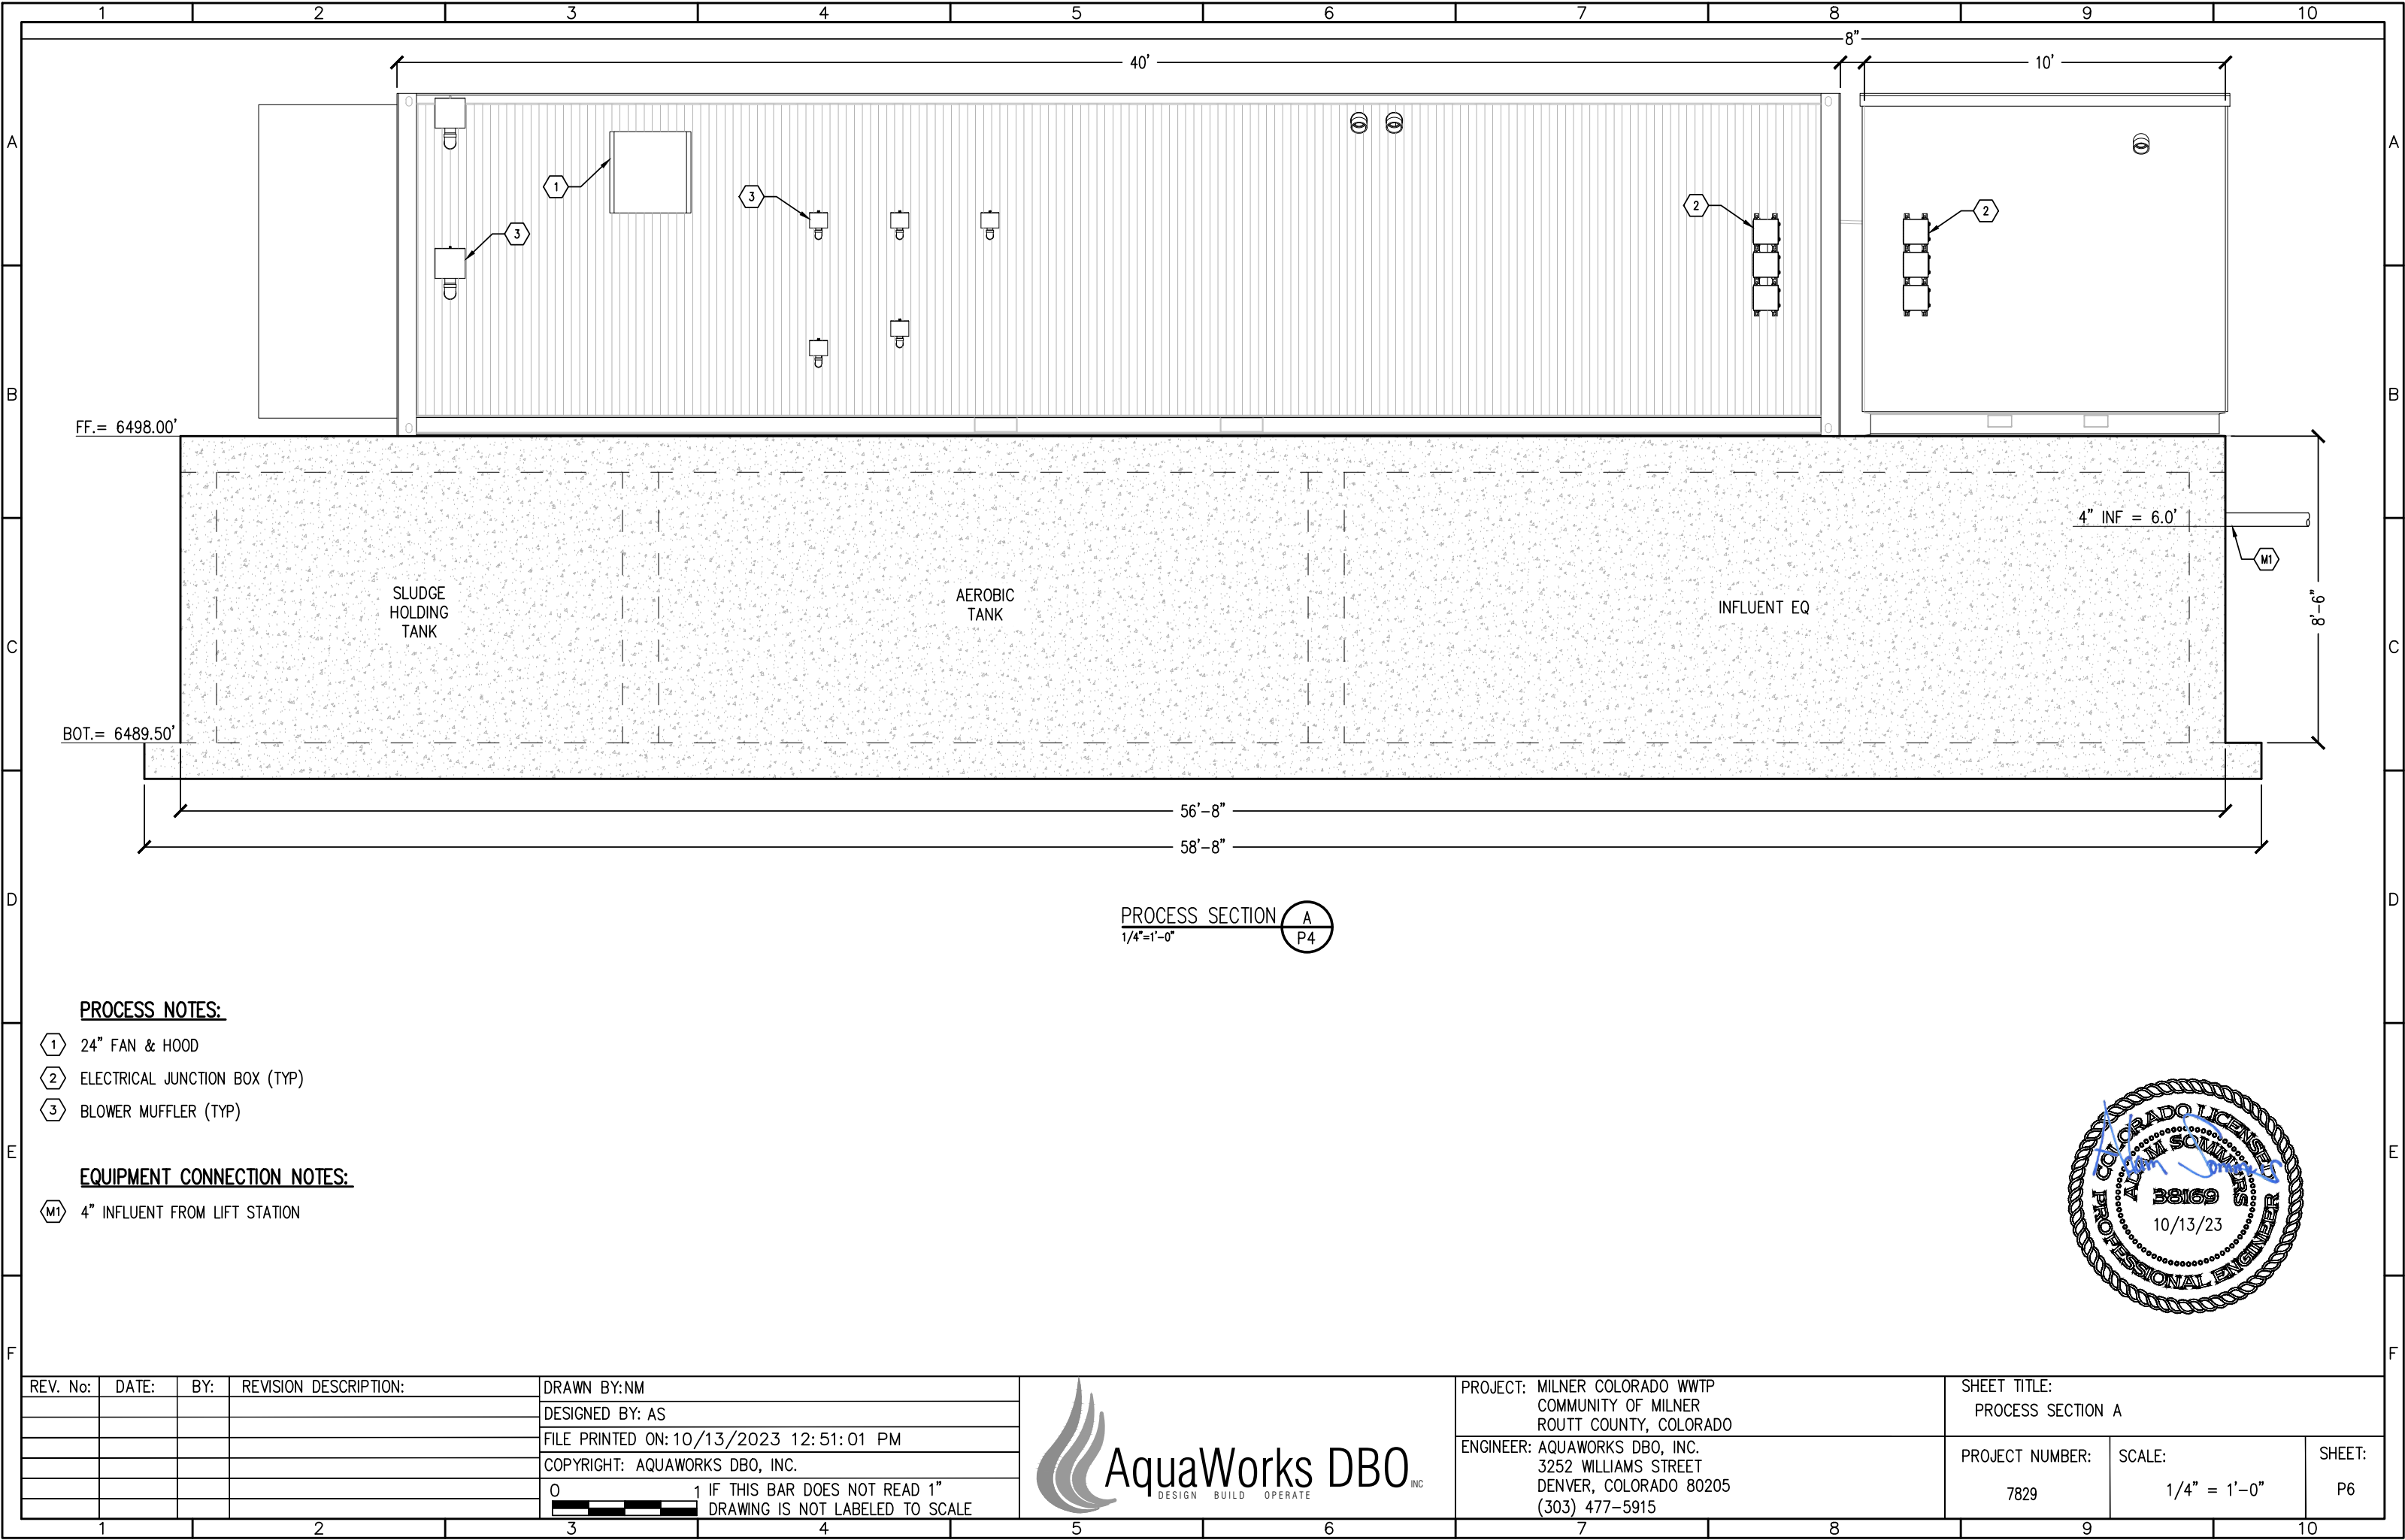 1 2 3 4 5 6 7 8 9 10
8"
40'
10'
A A
1
3
2
2
3
B B
FF.= 6498.00'
4" INF = 6.0'
M1
SLUDGE
HOLDING
TANK
AEROBIC
TANK
INFLUENT EQ
8'-6"
C C
BOT.= 6489.50'
56'-8"
58'-8"
D D
PROCESS SECTION
1/4"=1'-0"
A
P4
PROCESS NOTES:
1 24" FAN & HOOD
2 ELECTRICAL JUNCTION BOX (TYP)
3 BLOWER MUFFLER (TYP)
E E
EQUIPMENT CONNECTION NOTES:
M1 4" INFLUENT FROM LIFT STATION
COLORADO LICENSED
ADAM SOMMERS
38169
10/13/23
PROFESSIONAL ENGINEER
Adam Sommers
F F
REV. No: DATE: BY: REVISION DESCRIPTION:
DRAWN BY: NM
DESIGNED BY: AS
FILE PRINTED ON: 10/13/2023 12:51:01 PM
COPYRIGHT: AQUAWORKS DBO, INC.
0 1 IF THIS BAR DOES NOT READ 1"
DRAWING IS NOT LABELED TO SCALE
AquaWorks DBO INC
DESIGN BUILD OPERATE
PROJECT: MILNER COLORADO WWTP
COMMUNITY OF MILNER
ROUTT COUNTY, COLORADO
ENGINEER: AQUAWORKS DBO, INC.
3252 WILLIAMS STREET
DENVER, COLORADO 80205
(303) 477-5915
SHEET TITLE:
PROCESS SECTION A
PROJECT NUMBER:
7829
SCALE:
1/4" = 1'-0"
SHEET:
P6
1 2 3 4 5 6 7 8 9 10